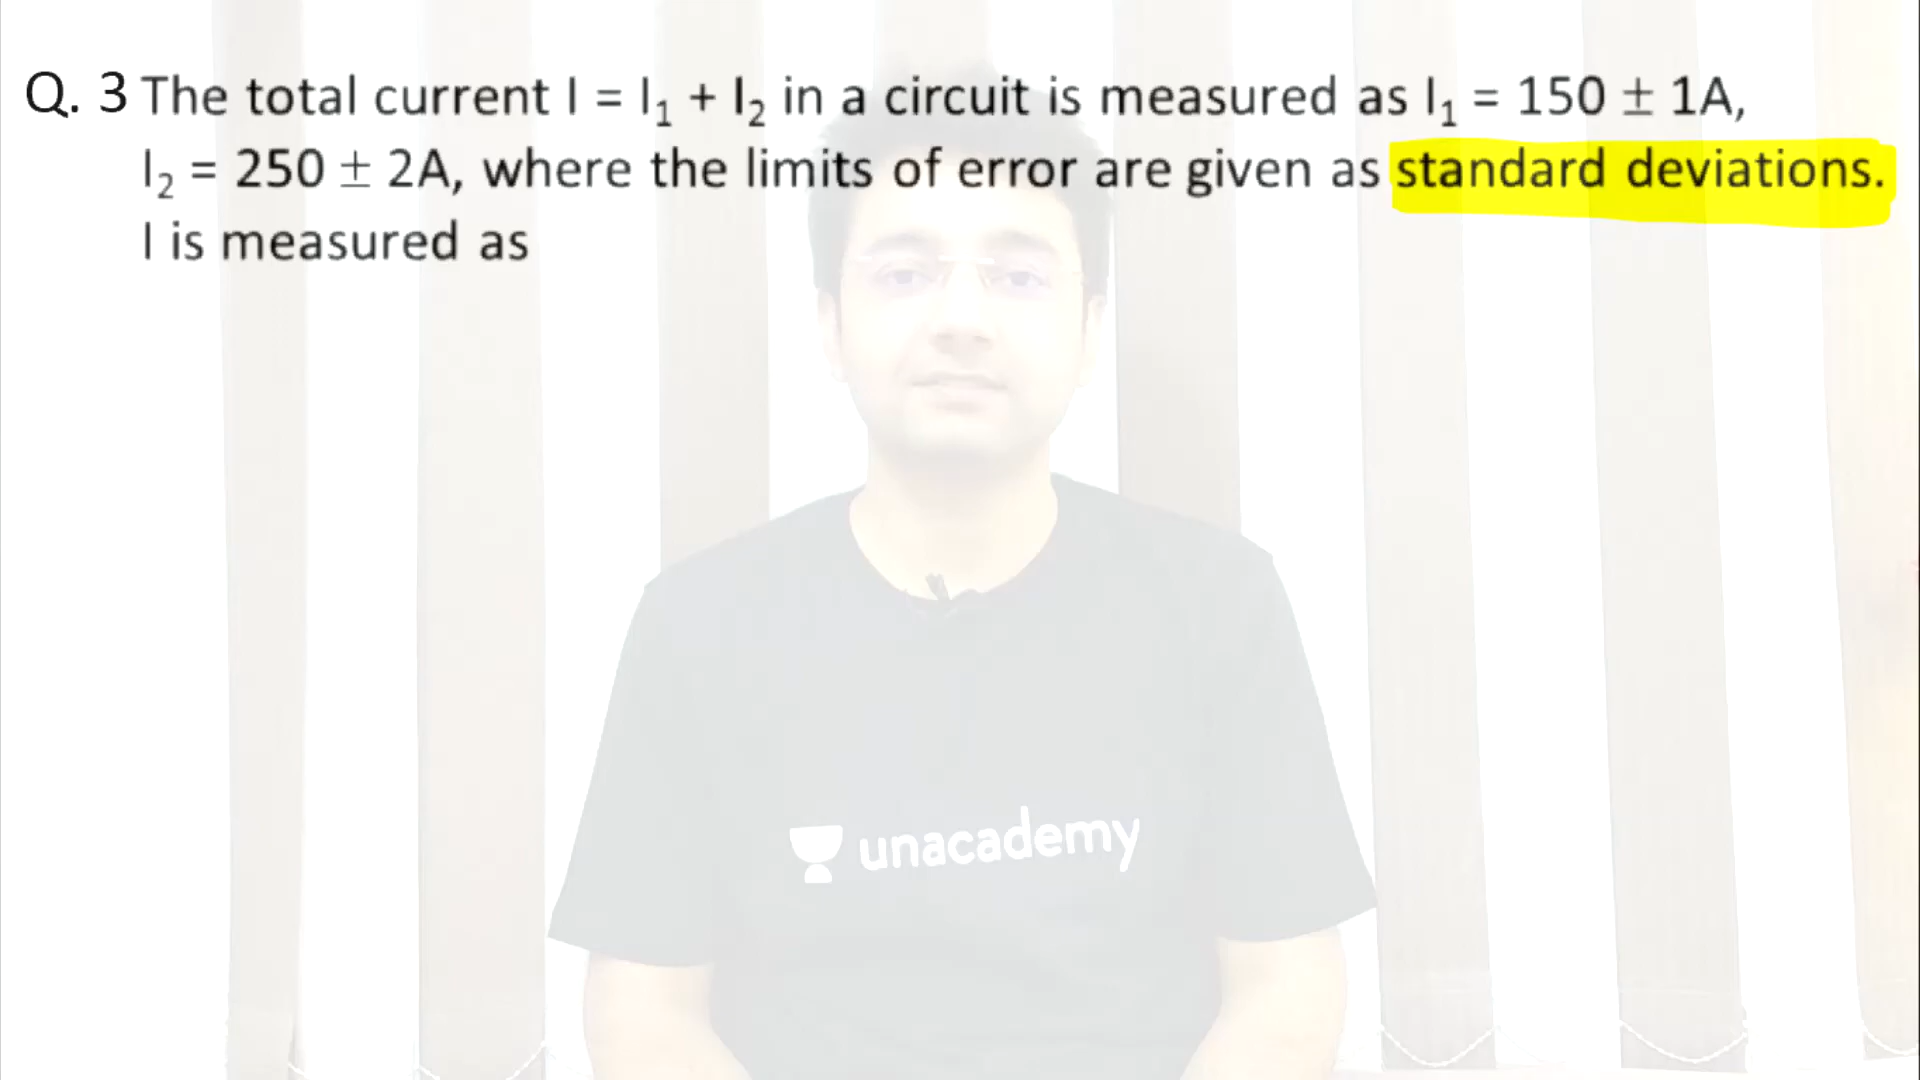 Q. 3 The total current I = I₁ + I₂ in a circuit is measured as I₁ = 150 ± 1A,
I₂ = 250 ± 2A, where the limits of error are given as standard deviations.
I is measured as
unacademy